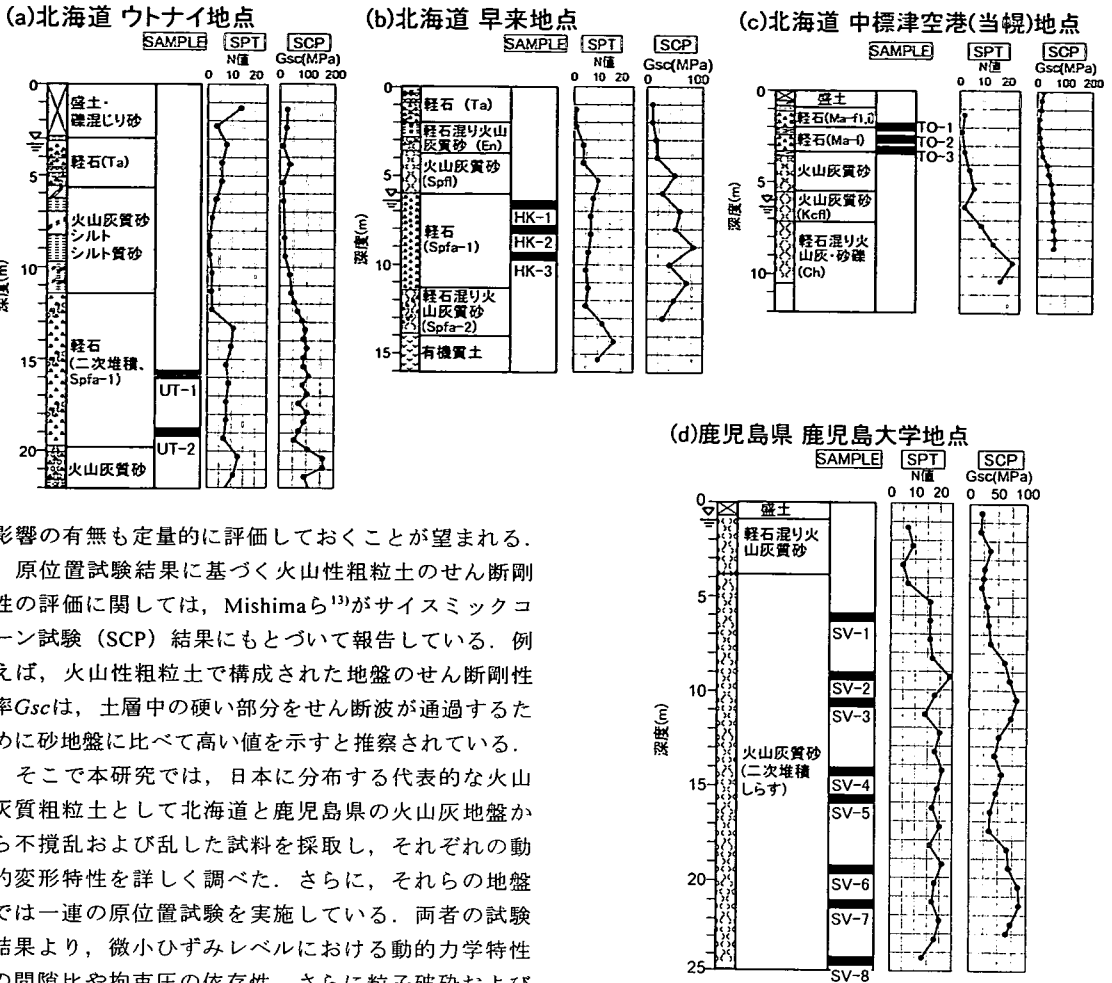 (a)北海道 ウトナイ地点
SAMPLE SPT SCP
N値 Gsc(MPa)
0 10 20 0 100 200
0
盛土・
礫混じり砂
軽石(Ta)
5
火山灰質砂
シルト
シルト質砂
10
深度(m)
軽石
(二次堆積、
Spfa-1)
15
UT-1
UT-2
20
火山灰質砂
(b)北海道 早来地点
SAMPLE SPT SCP
N値 Gsc(MPa)
0 10 20 0 100
0
軽石 (Ta)
軽石混り火山
灰質砂 (En)
火山灰質砂
(Spfl)
5
HK-1
軽石
(Spfa-1)
HK-2
深度(m)
10
HK-3
軽石混り火
山灰質砂
(Spfa-2)
有機質土
15
(c)北海道 中標津空港(当幌)地点
SAMPLE SPT SCP
N値 Gsc(MPa)
0 10 20 0 100 200
0
盛土
軽石(Ma-f1,j)
TO-1
軽石(Ma-l)
TO-2
TO-3
火山灰質砂
5
火山灰質砂
(Kcfl)
深度(m)
軽石混り火
山灰・砂礫
(Ch)
10
(d)鹿児島県 鹿児島大学地点
SAMPLE SPT SCP
N値 Gsc(MPa)
0 10 20 0 50 100
0
盛土
軽石混り火
山灰質砂
5
SV-1
10
SV-2
SV-3
深度(m)
火山灰質砂
(二次堆積
しらす)
15
SV-4
SV-5
20
SV-6
SV-7
25
SV-8
影響の有無も定量的に評価しておくことが望まれる.
原位置試験結果に基づく火山性粗粒土のせん断剛
性の評価に関しては，Mishimaら13)がサイスミックコ
ーン試験（SCP）結果にもとづいて報告している．例
えば，火山性粗粒土で構成された地盤のせん断剛性
率Gscは，土層中の硬い部分をせん断波が通過するた
めに砂地盤に比べて高い値を示すと推察されている．
そこで本研究では，日本に分布する代表的な火山
灰質粗粒土として北海道と鹿児島県の火山灰地盤か
ら不撹乱および乱した試料を採取し，それぞれの動
的変形特性を詳しく調べた．さらに，それらの地盤
では一連の原位置試験を実施している．両者の試験
結果より，微小ひずみレベルにおける動的力学特性
の間隙比や拘束圧の依存性，さらに粒子破砕および